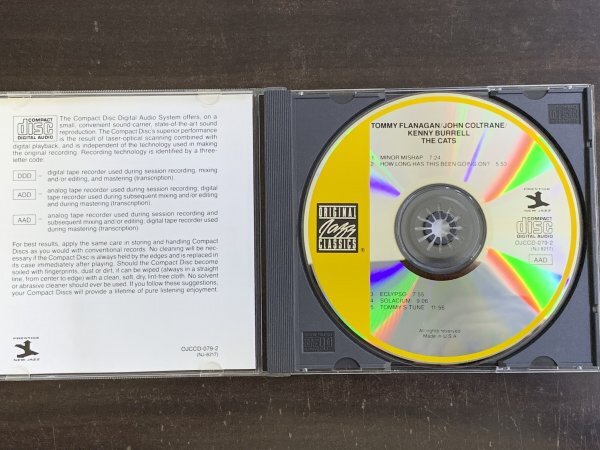 COMPACT
disc
DIGITAL AUDIO
The Compact Disc Digital Audio System offers, on a
small, convenient sound-carrier, state-of-the-art sound
reproduction. The Compact Disc's superior performance
is the result of laser-optical scanning combined with
digital playback, and is independent of the technology used in making
the original recording. Recording technology is identified by a three-
letter code:
DDD - digital tape recorder used during session recording, mixing
and/or editing, and mastering (transcription).
ADD - analog tape recorder used during session recording, digital
tape recorder used during subsequent mixing and/or editing
and during mastering (transcription).
AAD - analog tape recorder used during session recording and
subsequent mixing and/or editing; digital tape recorder used
during mastering (transcription).
For best results, apply the same care in storing and handling Compact
Discs as you would with conventional records. No cleaning will be nec-
essary if the Compact Disc is always held by the edges and is replaced in
its case immediately after playing. Should the Compact Disc become
soiled with fingerprints, dust or dirt, it can be wiped (always in a straight
line, from center to edge) with a clean, soft, dry, lint-free cloth. No solvent
or abrasive cleaner should ever be used. If you follow these suggestions,
your Compact Discs will provide a lifetime of pure listening enjoyment.
PRESTIGE
NEW JAZZ
OJCCD-079-2
(NJ-8217)
TOMMY FLANAGAN/JOHN COLTRANE/
KENNY BURRELL
THE CATS
1 MINOR MISHAP 7:24
2 HOW LONG HAS THIS BEEN GOING ON? 5:53
ORIGINAL
Jazz
CLASSICS
®
PRESTIGE
NEW JAZZ
COMPACT
disc
DIGITAL AUDIO
OJCCD-079-2
(NJ-8217)
AAD
3 ECLYPSO 7:55
4 SOLACIUM 9:06
5 TOMMY'S TUNE 11:56
All rights reserved
Made in U.S.A.